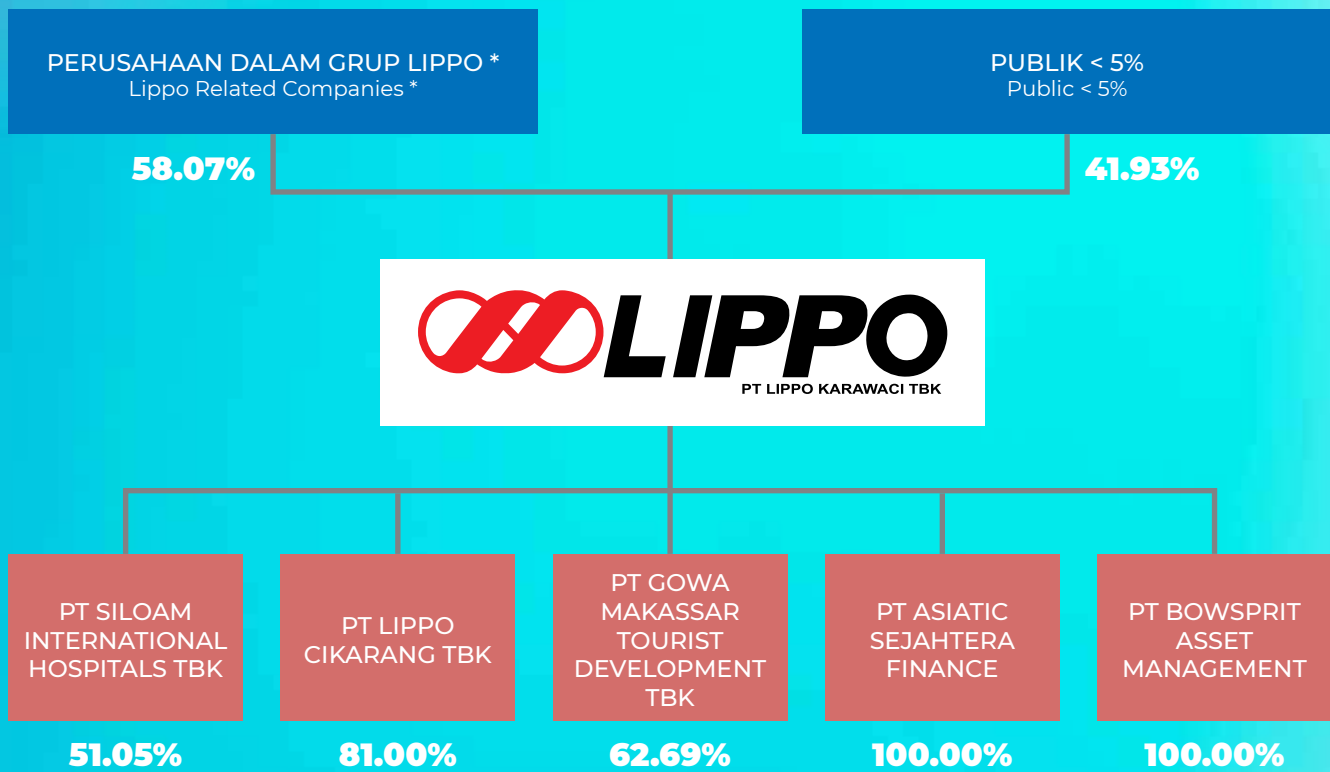 PERUSAHAAN DALAM GRUP LIPPO *
Lippo Related Companies *
PUBLIK < 5%
Public < 5%
58.07%
41.93%
LIPPO
PT LIPPO KARAWACI TBK
PT SILOAM
INTERNATIONAL
HOSPITALS TBK
51.05%
PT LIPPO
CIKARANG TBK
81.00%
PT GOWA
MAKASSAR
TOURIST
DEVELOPMENT
TBK
62.69%
PT ASIATIC
SEJAHTERA
FINANCE
100.00%
PT BOWSPRIT
ASSET
MANAGEMENT
100.00%